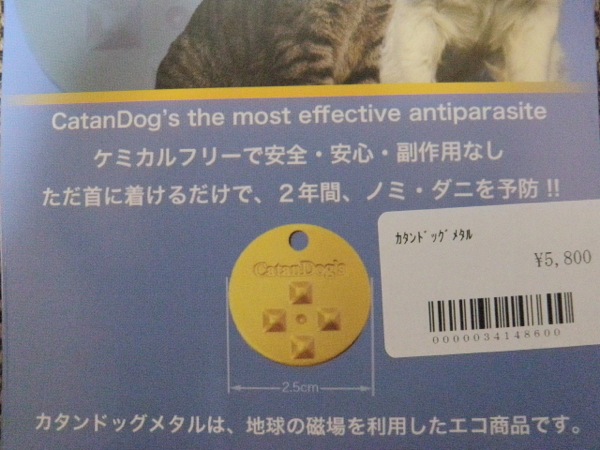 CatanDog's the most effective antiparasite
ケミカルフリーで安全・安心・副作用なし
ただ首に着けるだけで、２年間、ノミ・ダニを予防!!
CatanDog's
2.5cm
ｶﾀﾝﾄﾞｯｸﾞﾒﾀﾙ
¥5,800
0000034148600
カタンドッグメタルは、地球の磁場を利用したエコ商品です。